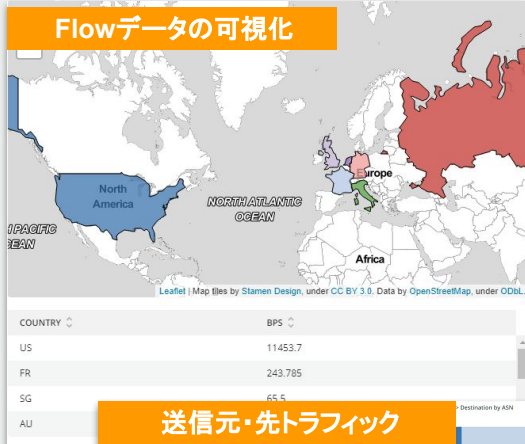 Flowデータの可視化
North
America
NORTH ATLANTIC
OCEAN
Europe
PACIFIC
Africa
Leaflet | Map tiles by Stamen Design, under CC BY 3.0. Data by OpenStreetMap, under ODbL.
COUNTRY BPS
US 11453.7
FR 243.785
SG 65.5
AU
送信元・先トラフィック
Destination by ASN